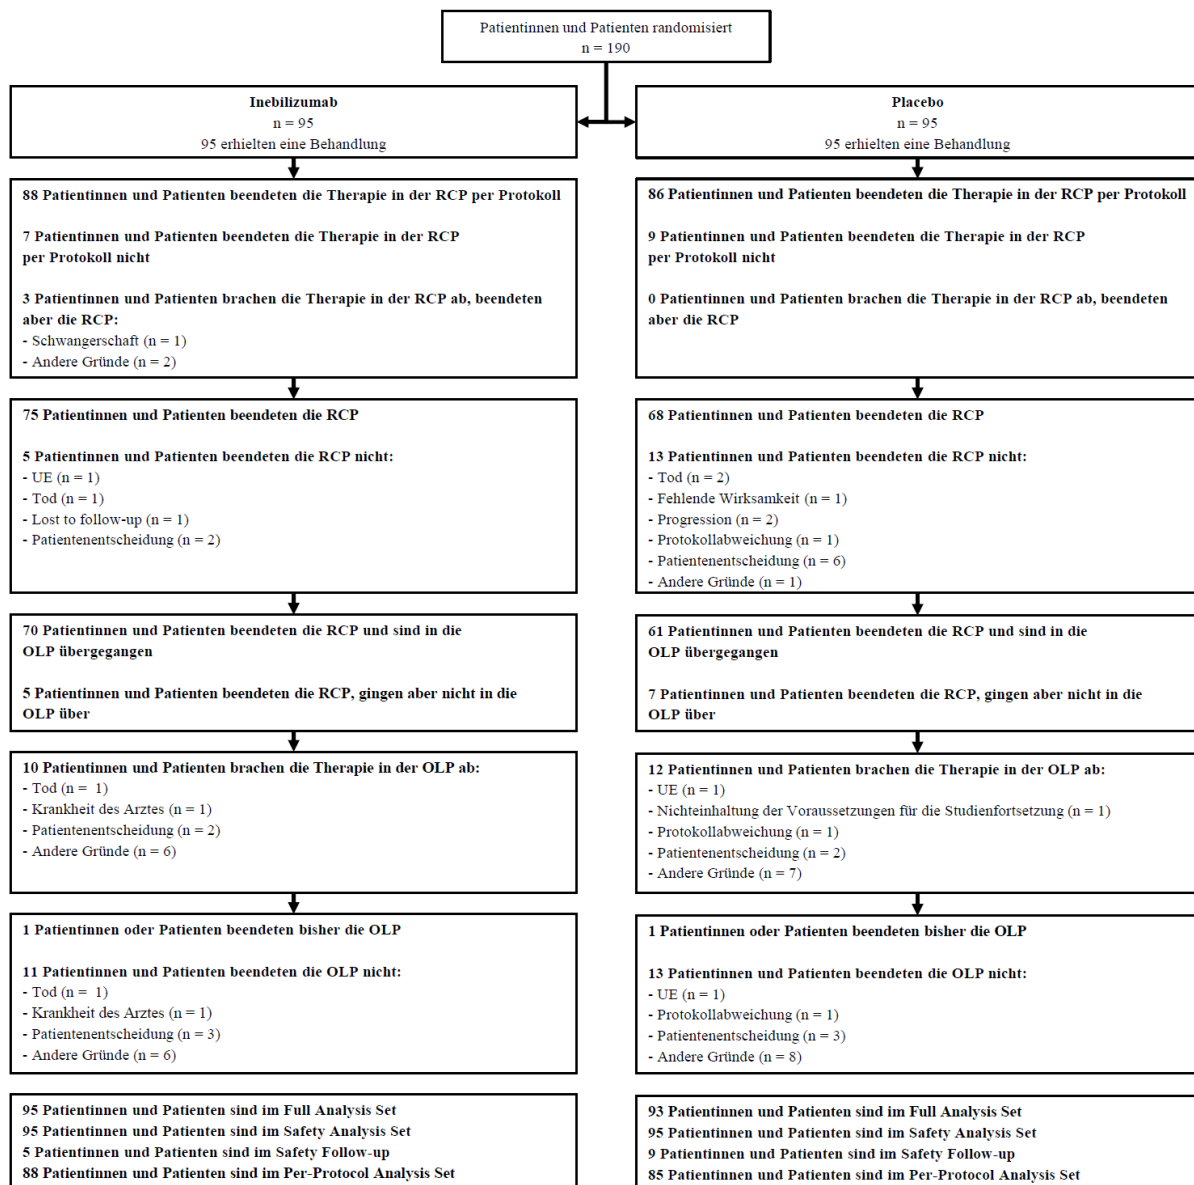 Patientinnen und Patienten randomisiert
n = 190
Inebilizumab
n = 95
95 erhielten eine Behandlung
88 Patientinnen und Patienten beendeten die Therapie in der RCP per Protokoll
7 Patientinnen und Patienten beendeten die Therapie in der RCP
per Protokoll nicht
3 Patientinnen und Patienten brachen die Therapie in der RCP ab, beendeten
aber die RCP:
- Schwangerschaft (n = 1)
- Andere Gründe (n = 2)
75 Patientinnen und Patienten beendeten die RCP
5 Patientinnen und Patienten beendeten die RCP nicht:
- UE (n = 1)
- Tod (n = 1)
- Lost to follow-up (n = 1)
- Patientenentscheidung (n = 2)
70 Patientinnen und Patienten beendeten die RCP und sind in die
OLP übergegangen
5 Patientinnen und Patienten beendeten die RCP, gingen aber nicht in die
OLP über
10 Patientinnen und Patienten brachen die Therapie in der OLP ab:
- Tod (n = 1)
- Krankheit des Arztes (n = 1)
- Patientenentscheidung (n = 2)
- Andere Gründe (n = 6)
1 Patientinnen oder Patienten beendeten bisher die OLP
11 Patientinnen und Patienten beendeten die OLP nicht:
- Tod (n = 1)
- Krankheit des Arztes (n = 1)
- Patientenentscheidung (n = 3)
- Andere Gründe (n = 6)
95 Patientinnen und Patienten sind im Full Analysis Set
95 Patientinnen und Patienten sind im Safety Analysis Set
5 Patientinnen und Patienten sind im Safety Follow-up
88 Patientinnen und Patienten sind im Per-Protocol Analysis Set
Placebo
n = 95
95 erhielten eine Behandlung
86 Patientinnen und Patienten beendeten die Therapie in der RCP per Protokoll
9 Patientinnen und Patienten beendeten die Therapie in der RCP
per Protokoll nicht
0 Patientinnen und Patienten brachen die Therapie in der RCP ab, beendeten
aber die RCP
68 Patientinnen und Patienten beendeten die RCP
13 Patientinnen und Patienten beendeten die RCP nicht:
- Tod (n = 2)
- Fehlende Wirksamkeit (n = 1)
- Progression (n = 2)
- Protokollabweichung (n = 1)
- Patientenentscheidung (n = 6)
- Andere Gründe (n = 1)
61 Patientinnen und Patienten beendeten die RCP und sind in die
OLP übergegangen
7 Patientinnen und Patienten beendeten die RCP, gingen aber nicht in die
OLP über
12 Patientinnen und Patienten brachen die Therapie in der OLP ab:
- UE (n = 1)
- Nichteinhaltung der Voraussetzungen für die Studienfortsetzung (n = 1)
- Protokollabweichung (n = 1)
- Patientenentscheidung (n = 2)
- Andere Gründe (n = 7)
1 Patientinnen oder Patienten beendeten bisher die OLP
13 Patientinnen und Patienten beendeten die OLP nicht:
- UE (n = 1)
- Protokollabweichung (n = 1)
- Patientenentscheidung (n = 3)
- Andere Gründe (n = 8)
93 Patientinnen und Patienten sind im Full Analysis Set
95 Patientinnen und Patienten sind im Safety Analysis Set
9 Patientinnen und Patienten sind im Safety Follow-up
85 Patientinnen und Patienten sind im Per-Protocol Analysis Set